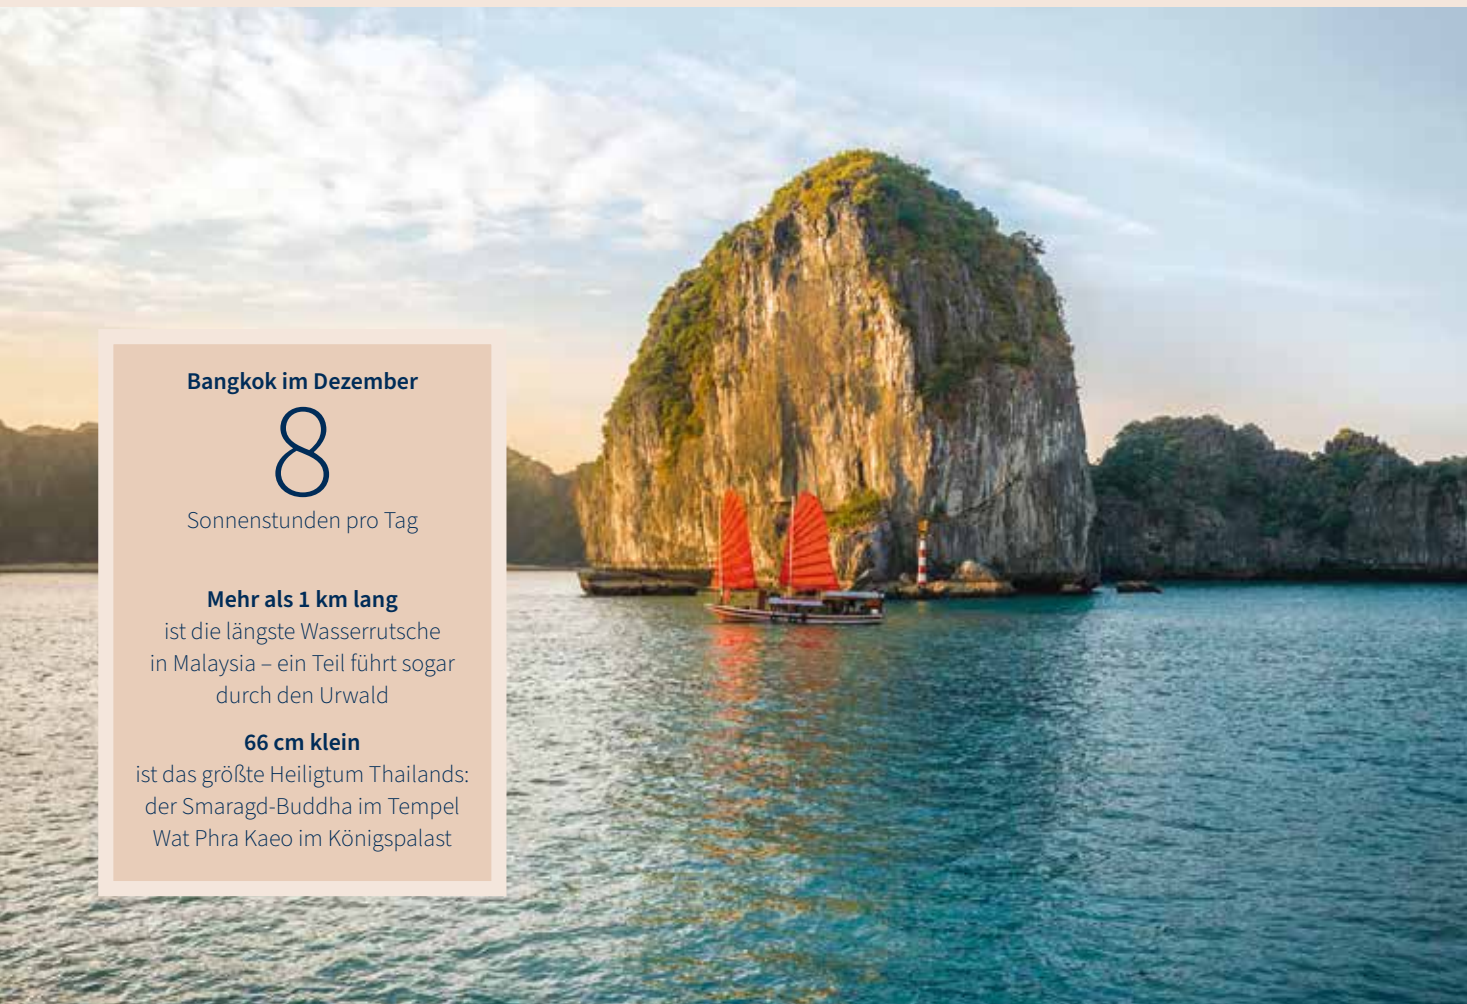 Bangkok im Dezember
8
Sonnenstunden pro Tag
Mehr als 1 km lang
ist die längste Wasserrutsche
in Malaysia – ein Teil führt sogar
durch den Urwald
66 cm klein
ist das größte Heiligtum Thailands:
der Smaragd-Buddha im Tempel
Wat Phra Kaeo im Königspalast